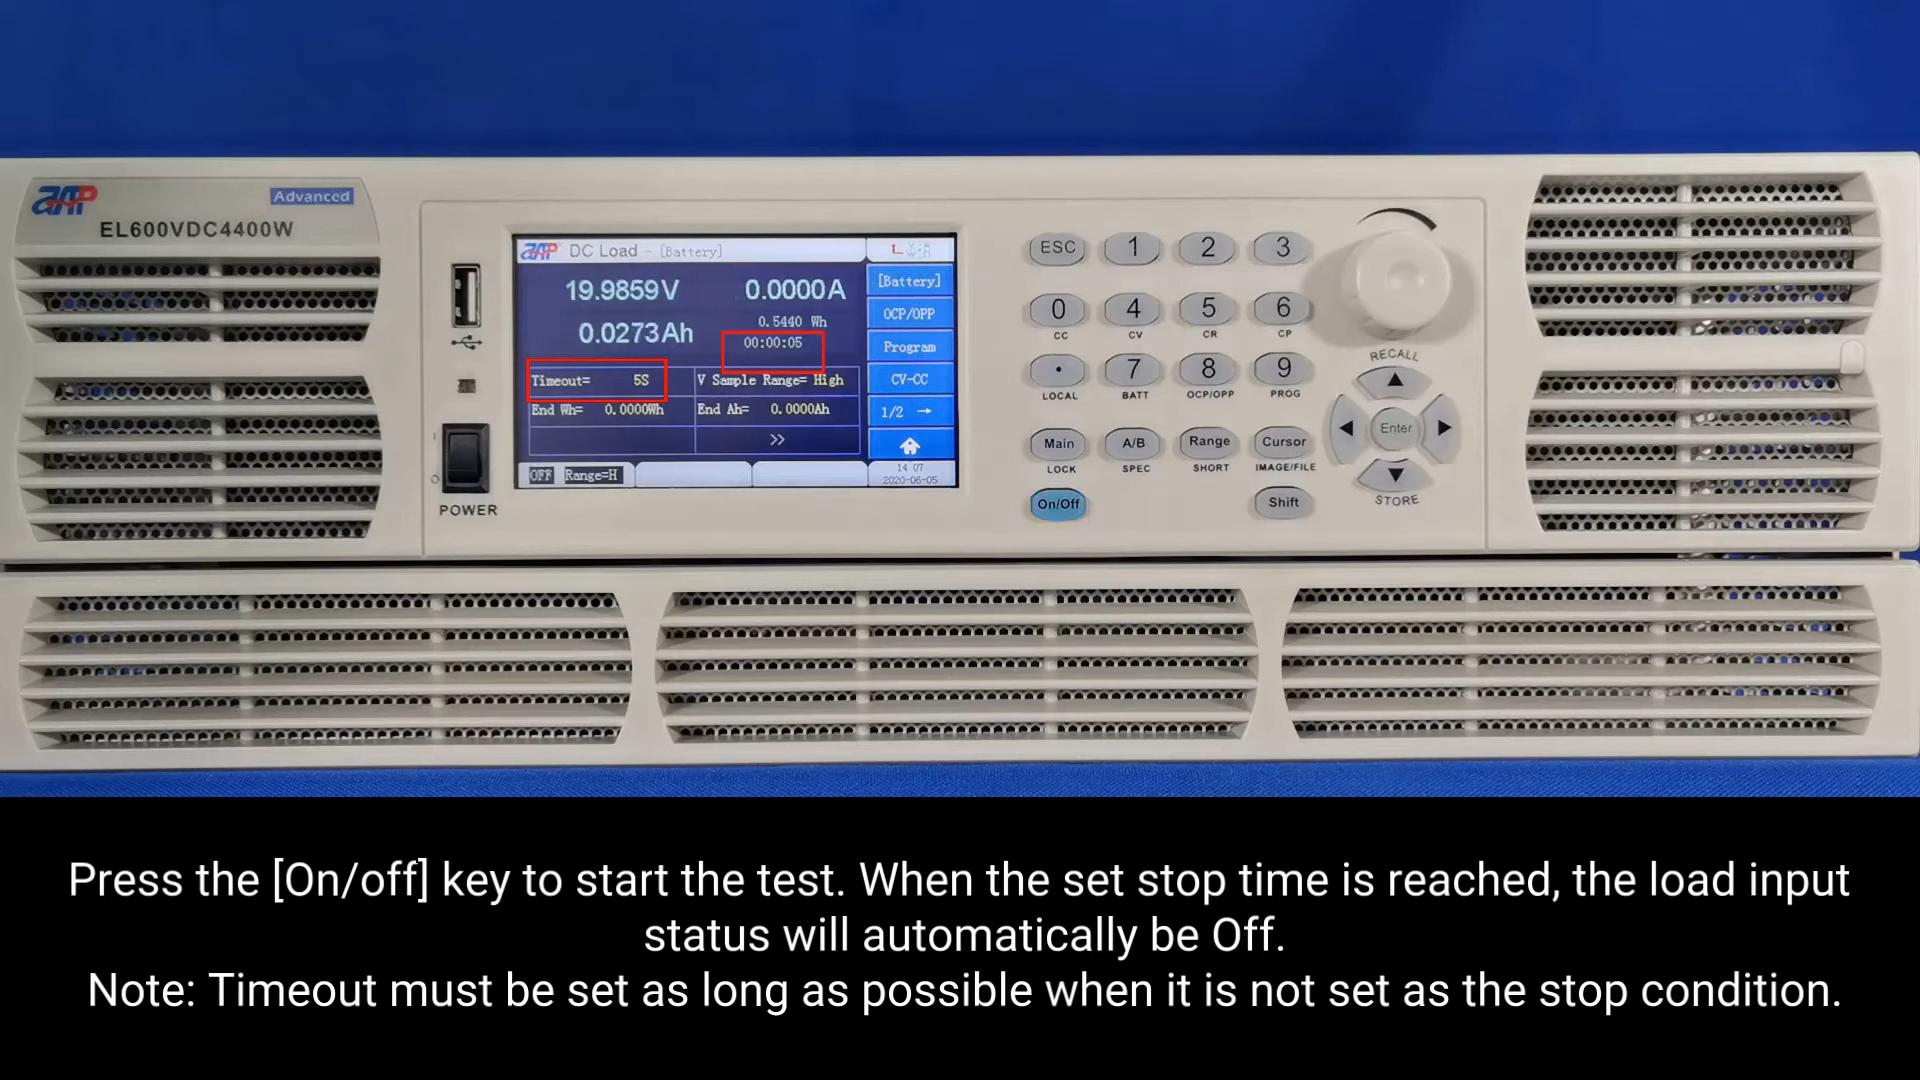 AMP
Advanced
EL600VDC4400W
POWER
DC Load - [Battery]
19.9859V
0.0000A
0.5440 Wh
0.0273Ah
00:00:05
Timeout= 5S
V Sample Range= High
End Wh= 0.0000Wh
End Ah= 0.0000Ah
>>
OFF Range=H
[Battery]
OCP/OPP
Program
CV-CC
1/2 →
14 07
2020-06-05
ESC 1 2 3
0 4 5 6
CC CV CR CP
. 7 8 9
LOCAL BATT OCP/OPP PROG
Main A/B Range Cursor
LOCK SPEC SHORT IMAGE/FILE
On/Off Shift
RECALL
Enter
STORE
Press the [On/off] key to start the test. When the set stop time is reached, the load input
status will automatically be Off.
Note: Timeout must be set as long as possible when it is not set as the stop condition.